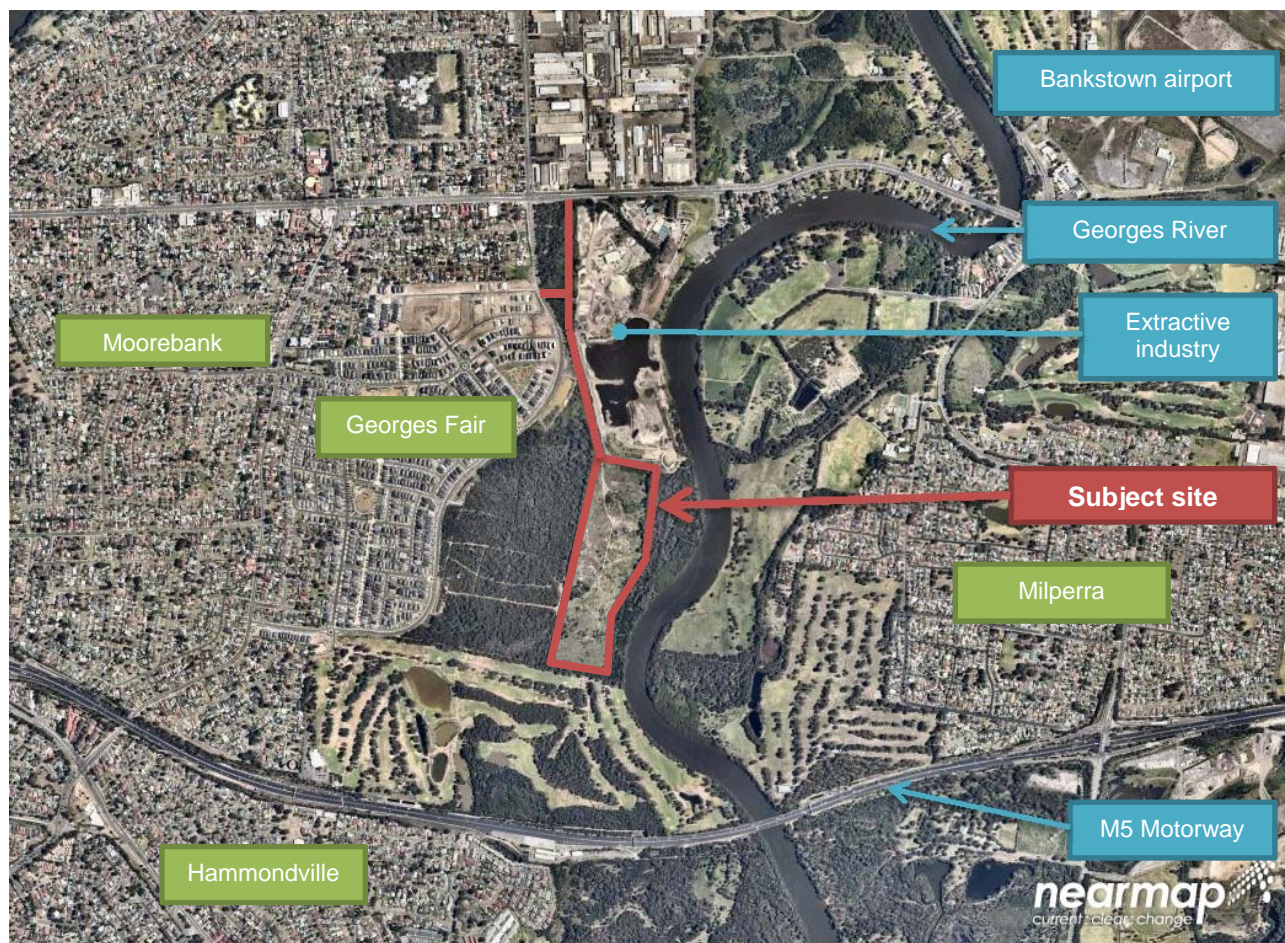 Bankstown airport
Georges River
Extractive
industry
Moorebank
Georges Fair
Subject site
Milperra
M5 Motorway
Hammondville
nearmap
current: clear: change